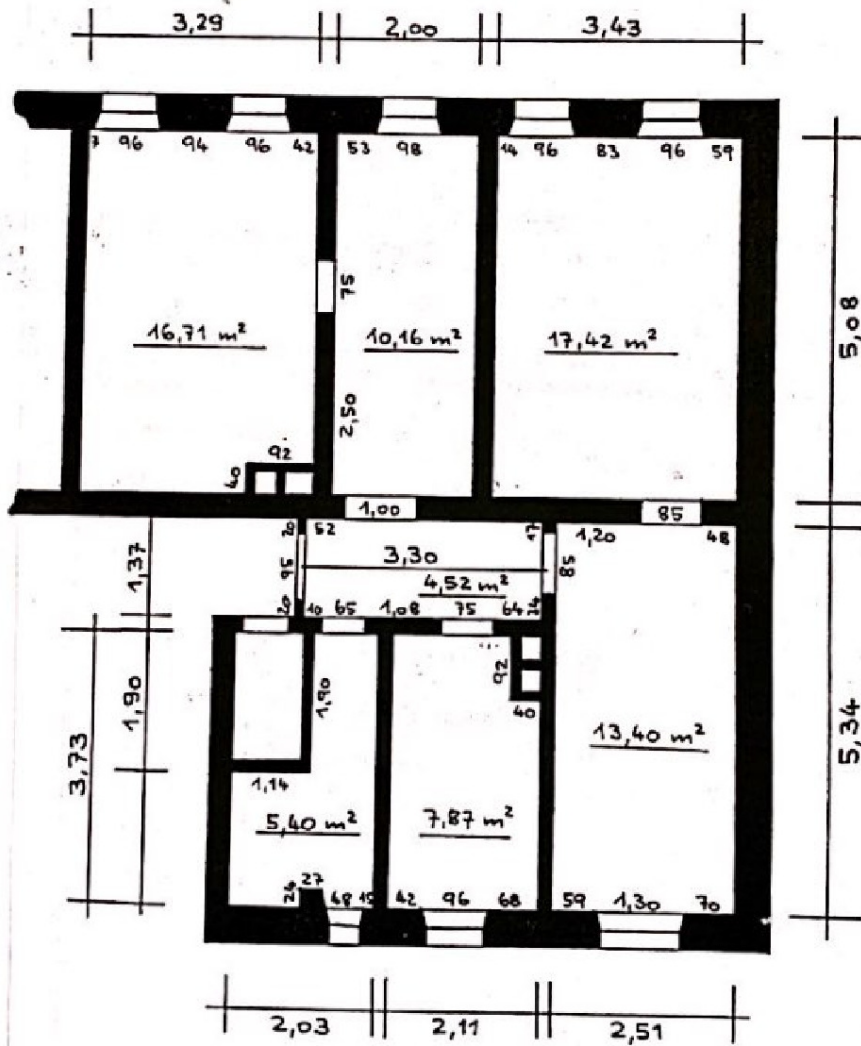 3,29 2,00 3,43
7 96 94 96 42 53 98 14 96 83 96 59
75
5,08
16,71 m² 10,16 m² 17,42 m²
2,50
92
40
1,00 85
20 52 17 1,20 48
1,37 95 3,30 85
4,52 m²
20 10 65 1,08 75 64 24
1,90 1,90 92
40
3,73 13,40 m² 5,34
1,14
5,40 m² 7,87 m²
27
26 48 15 42 96 68 59 1,30 70
2,03 2,11 2,51